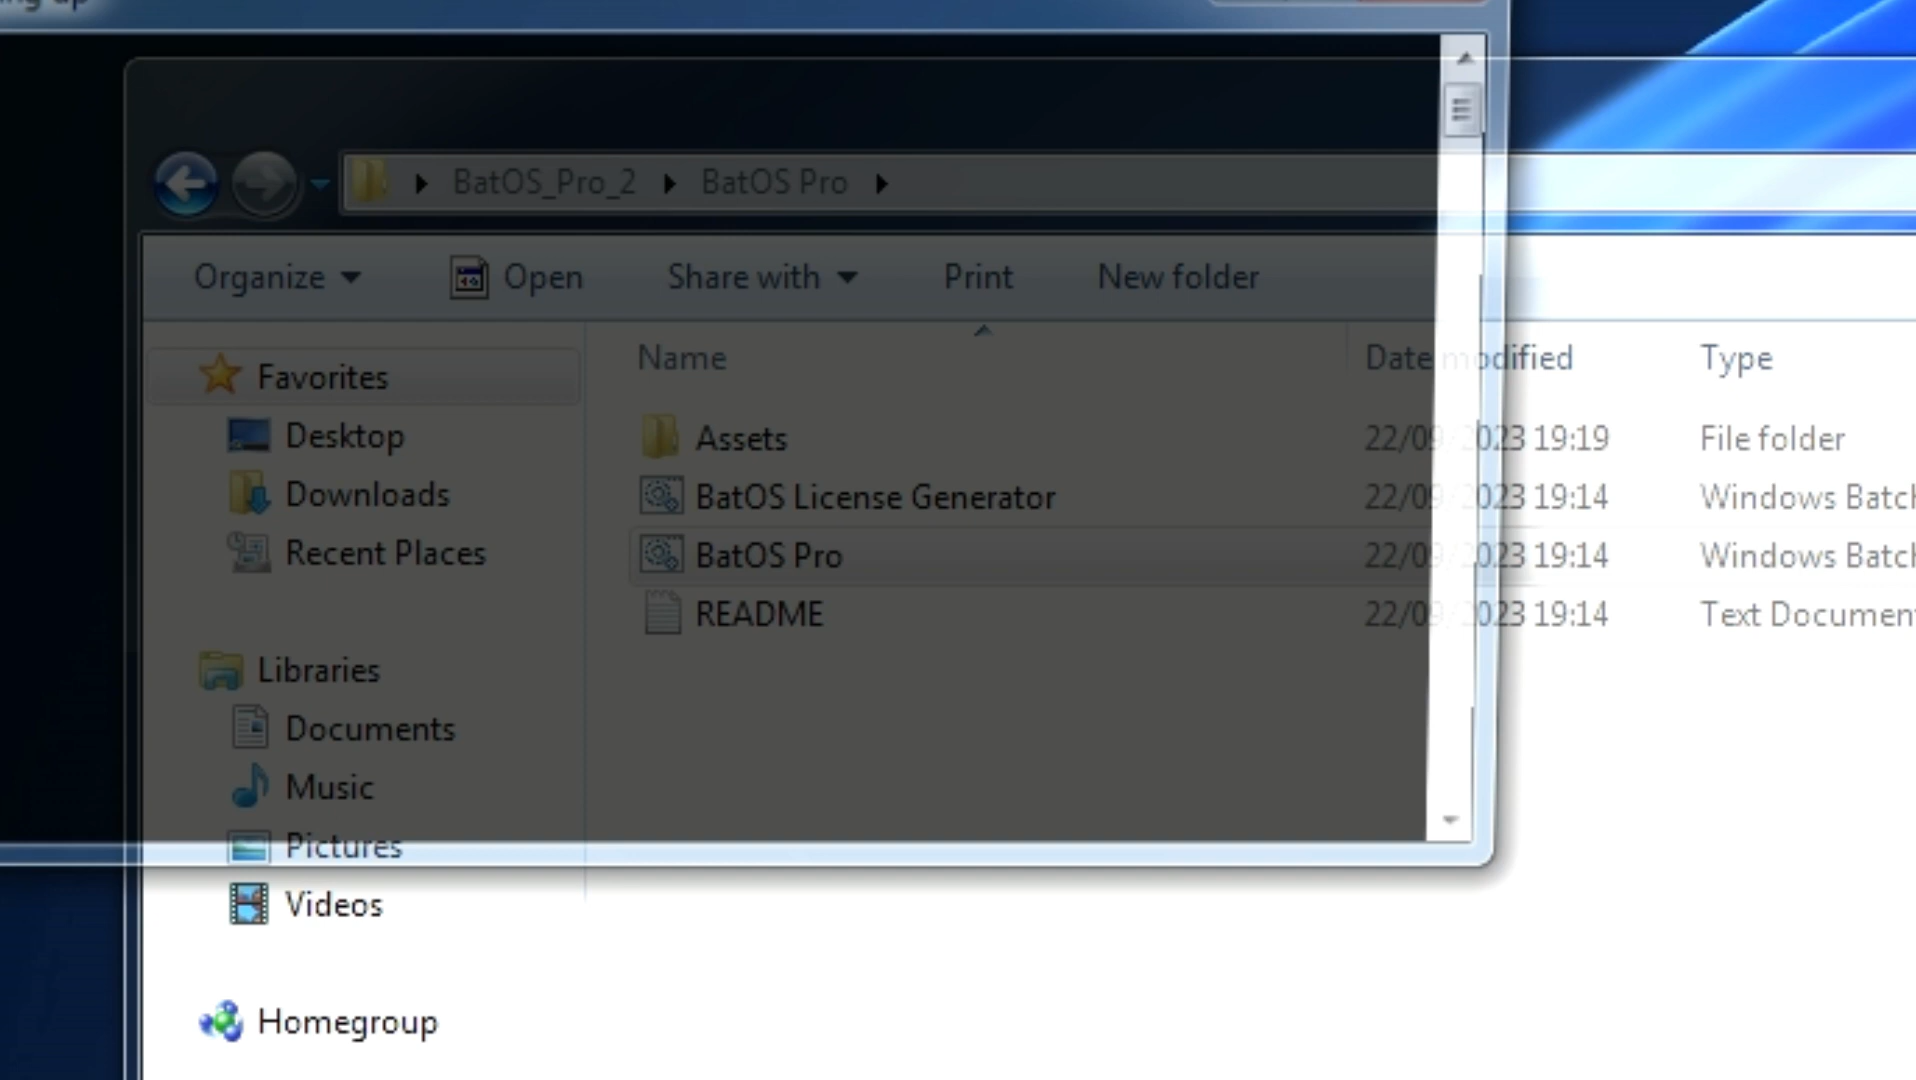 ng up
BatOS_Pro_2 BatOS Pro
Organize Open Share with Print New folder
Name Date modified Type
Favorites
Desktop
Downloads
Recent Places
Libraries
Documents
Music
Pictures
Videos
Homegroup
Assets 22/09/2023 19:19 File folder
BatOS License Generator 22/09/2023 19:14 Windows Batch
BatOS Pro 22/09/2023 19:14 Windows Batch
README 22/09/2023 19:14 Text Document